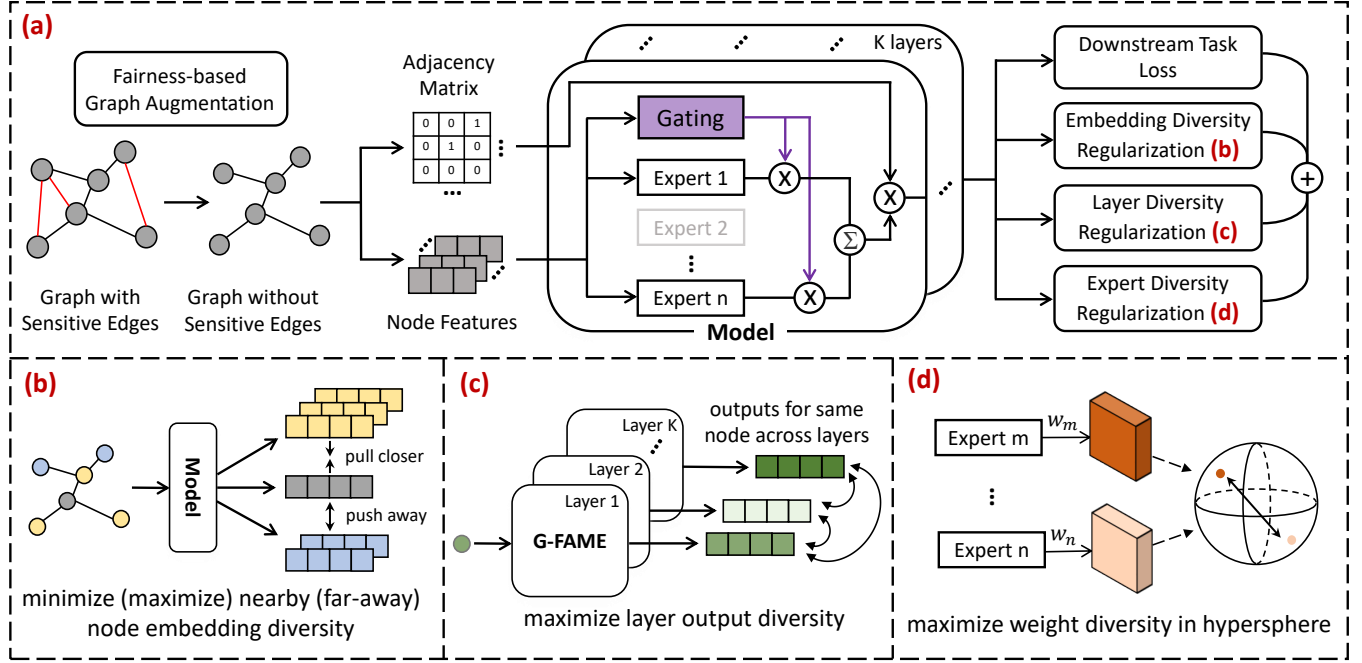 (a)
Fairness-based
Graph Augmentation
Graph with
Sensitive Edges
Graph without
Sensitive Edges
Adjacency
Matrix
0 0 1
0 1 0
0 0 0
Node Features
K layers
Gating
Expert 1
Expert 2
Expert n
X
X
Σ
X
Model
Downstream Task
Loss
Embedding Diversity
Regularization (b)
Layer Diversity
Regularization (c)
Expert Diversity
Regularization (d)
+
(b)
Model
pull closer
push away
minimize (maximize) nearby (far-away)
node embedding diversity
(c)
Layer K
Layer 2
Layer 1
G-FAME
outputs for same
node across layers
maximize layer output diversity
(d)
Expert m
w_m
Expert n
w_n
maximize weight diversity in hypersphere